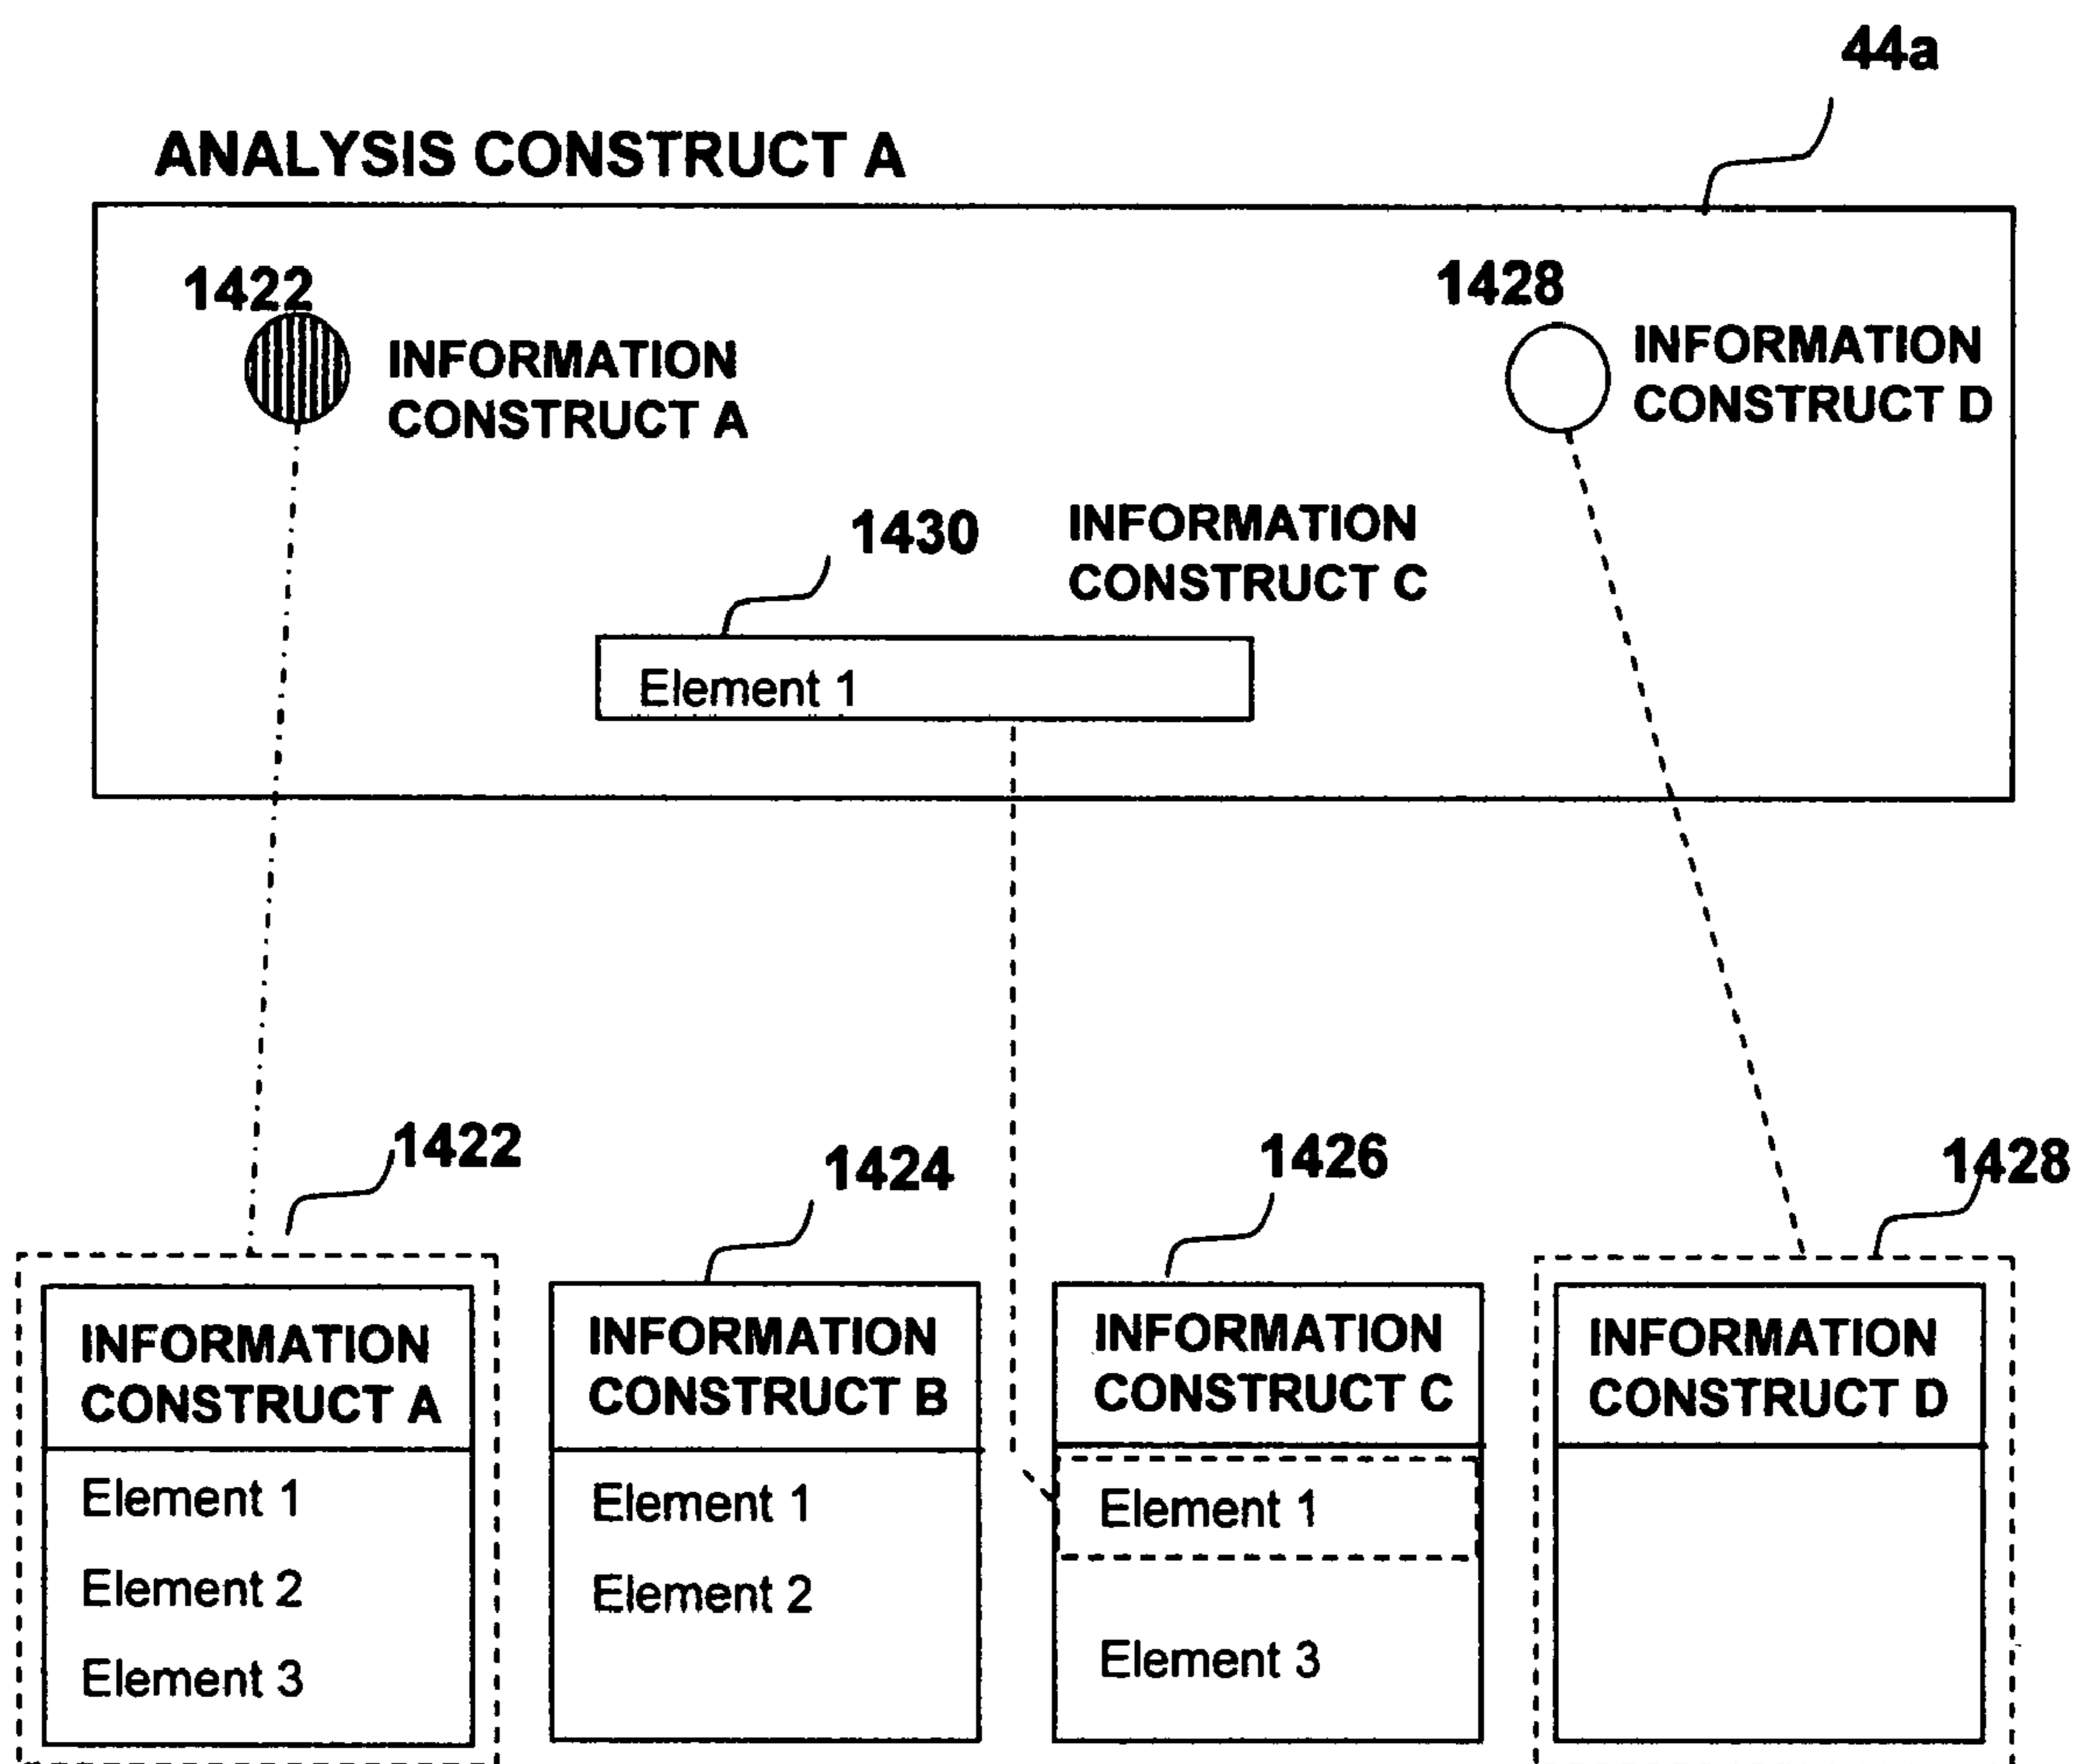 44a
ANALYSIS CONSTRUCT A
1422
1428
INFORMATION
CONSTRUCT A
INFORMATION
CONSTRUCT D
1430
INFORMATION
CONSTRUCT C
Element 1
1422
1424
1426
1428
INFORMATION
CONSTRUCT A
Element 1
Element 2
Element 3
INFORMATION
CONSTRUCT B
Element 1
Element 2
INFORMATION
CONSTRUCT C
Element 1
Element 3
INFORMATION
CONSTRUCT D